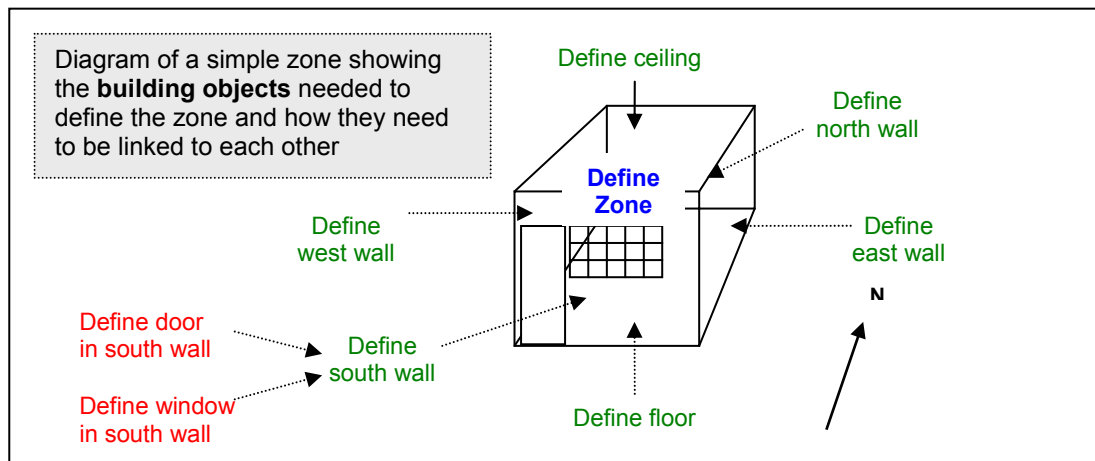 Diagram of a simple zone showing
the building objects needed to
define the zone and how they need
to be linked to each other
Define ceiling
Define
north wall
Define
Zone
Define
west wall
Define
east wall
N
Define door
in south wall
Define
south wall
Define window
in south wall
Define floor